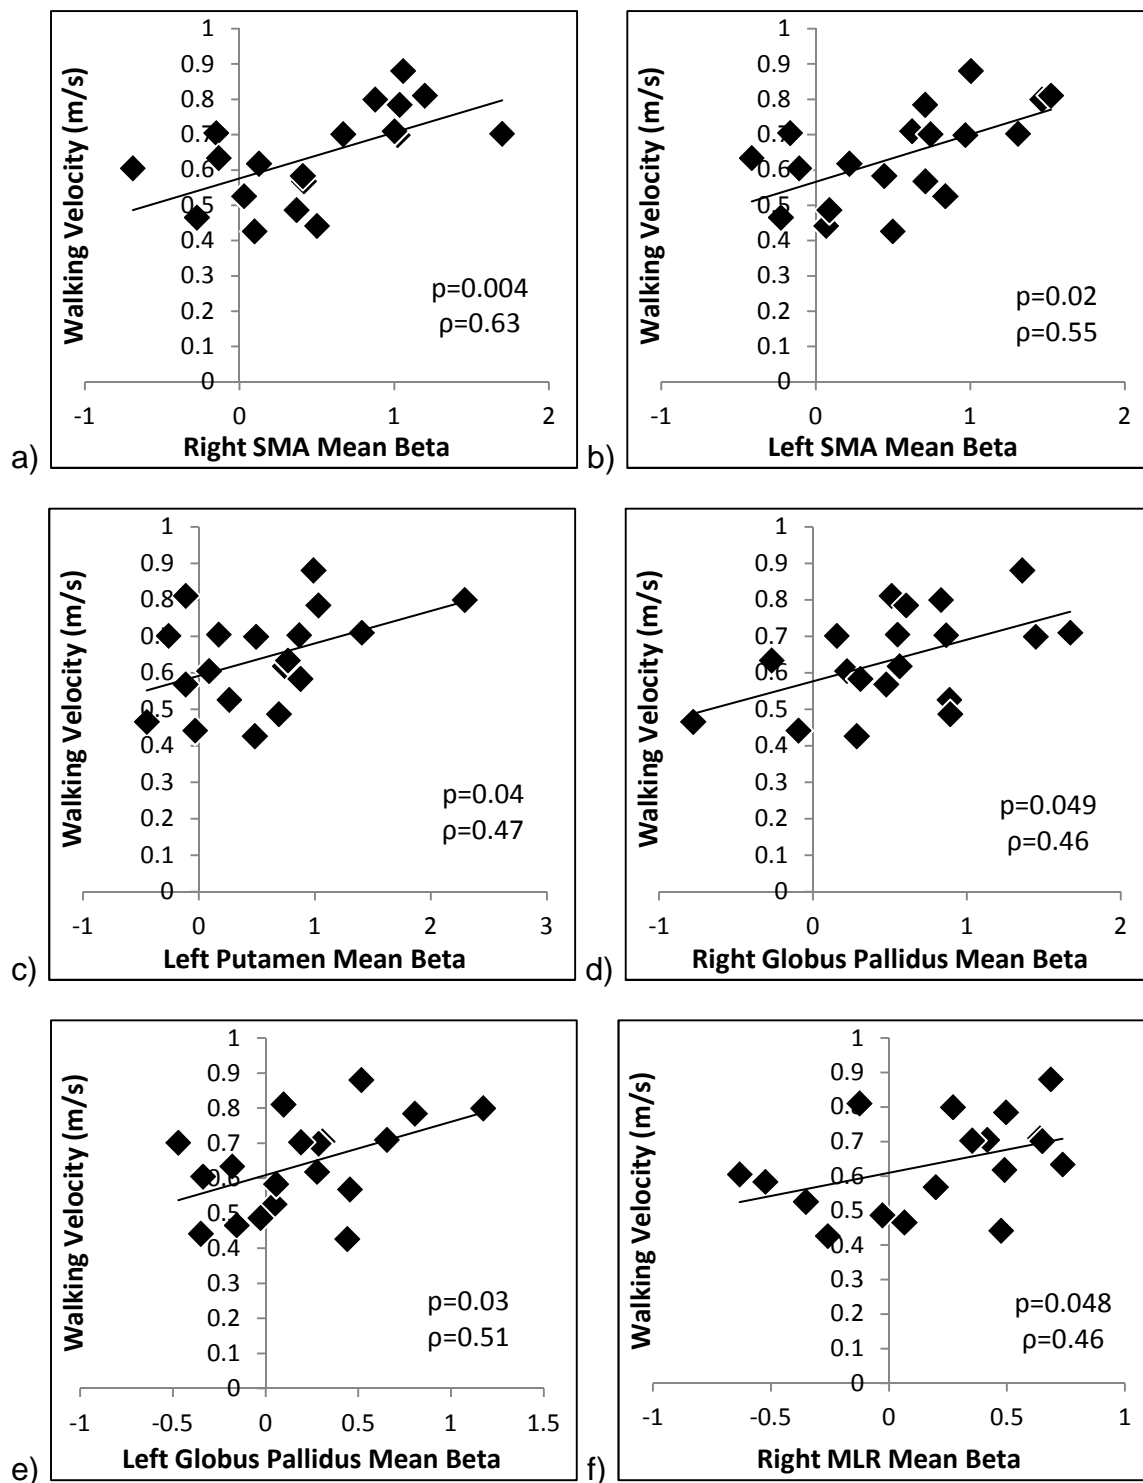 Walking Velocity (m/s)
1
0.9
0.8
0.7
0.6
0.5
0.4
0.3
0.2
0.1
0
-1 0 1 2
p=0.004
ρ=0.63
Right SMA Mean Beta
a)
Walking Velocity (m/s)
1
0.9
0.8
0.7
0.6
0.5
0.4
0.3
0.2
0.1
0
-1 0 1 2
p=0.02
ρ=0.55
Left SMA Mean Beta
b)
Walking Velocity (m/s)
1
0.9
0.8
0.7
0.6
0.5
0.4
0.3
0.2
0.1
0
-1 0 1 2 3
p=0.04
ρ=0.47
Left Putamen Mean Beta
c)
Walking Velocity (m/s)
1
0.9
0.8
0.7
0.6
0.5
0.4
0.3
0.2
0.1
0
-1 0 1 2
p=0.049
ρ=0.46
Right Globus Pallidus Mean Beta
d)
Walking Velocity (m/s)
1
0.9
0.8
0.7
0.6
0.5
0.4
0.3
0.2
0.1
0
-0.5 0 0.5 1 1.5
p=0.03
ρ=0.51
Left Globus Pallidus Mean Beta
e)
Walking Velocity (m/s)
1
0.9
0.8
0.7
0.6
0.5
0.4
0.3
0.2
0.1
0
-1 -0.5 0 0.5 1
p=0.048
ρ=0.46
Right MLR Mean Beta
f)